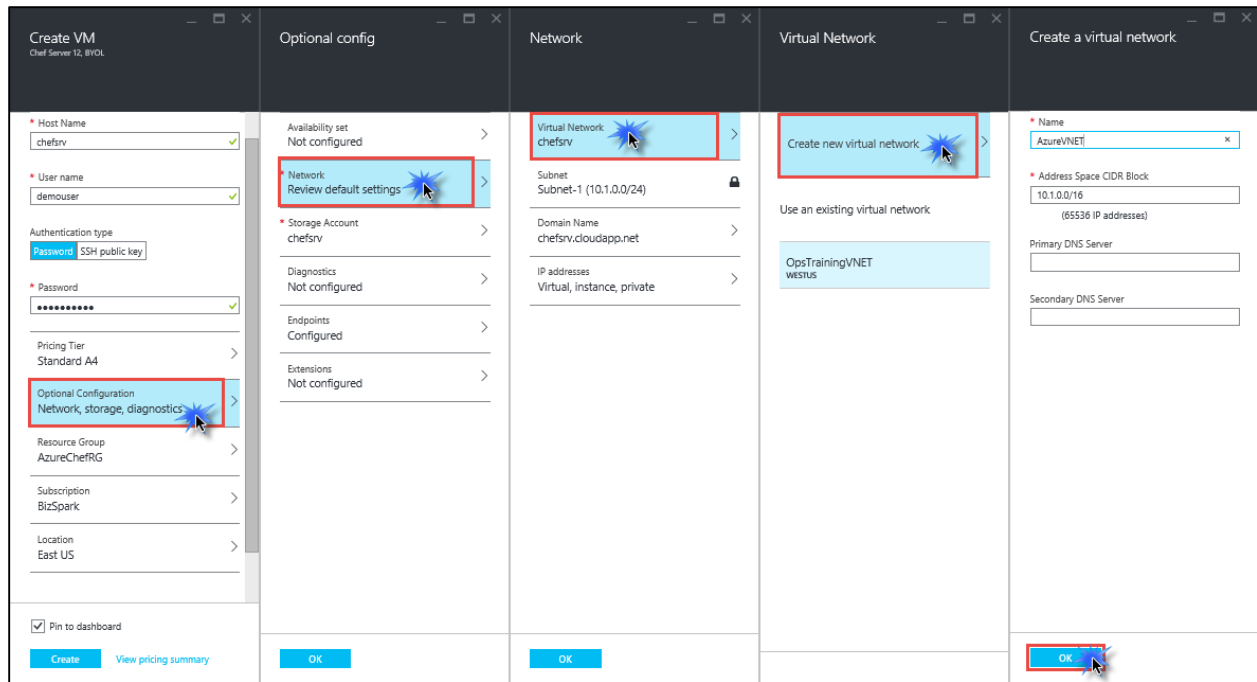 Create VM
Chef Server 12, BYOL
* Host Name
chefsrv
* User name
demouser
Authentication type
Password SSH public key
* Password
••••••••••
Pricing Tier
Standard A4
Optional Configuration
Network, storage, diagnostics
Resource Group
AzureChefRG
Subscription
BizSpark
Location
East US
Pin to dashboard
Create View pricing summary
Optional config
Availability set
Not configured
* Network
Review default settings
* Storage Account
chefsrv
Diagnostics
Not configured
Endpoints
Configured
Extensions
Not configured
OK
Network
Virtual Network
chefsrv
Subnet
Subnet-1 (10.1.0.0/24)
Domain Name
chefsrv.cloudapp.net
IP addresses
Virtual, instance, private
OK
Virtual Network
Create new virtual network
Use an existing virtual network
OpsTrainingVNET
WESTUS
Create a virtual network
* Name
AzureVNET
* Address Space CIDR Block
10.1.0.0/16
(65536 IP addresses)
Primary DNS Server
Secondary DNS Server
OK